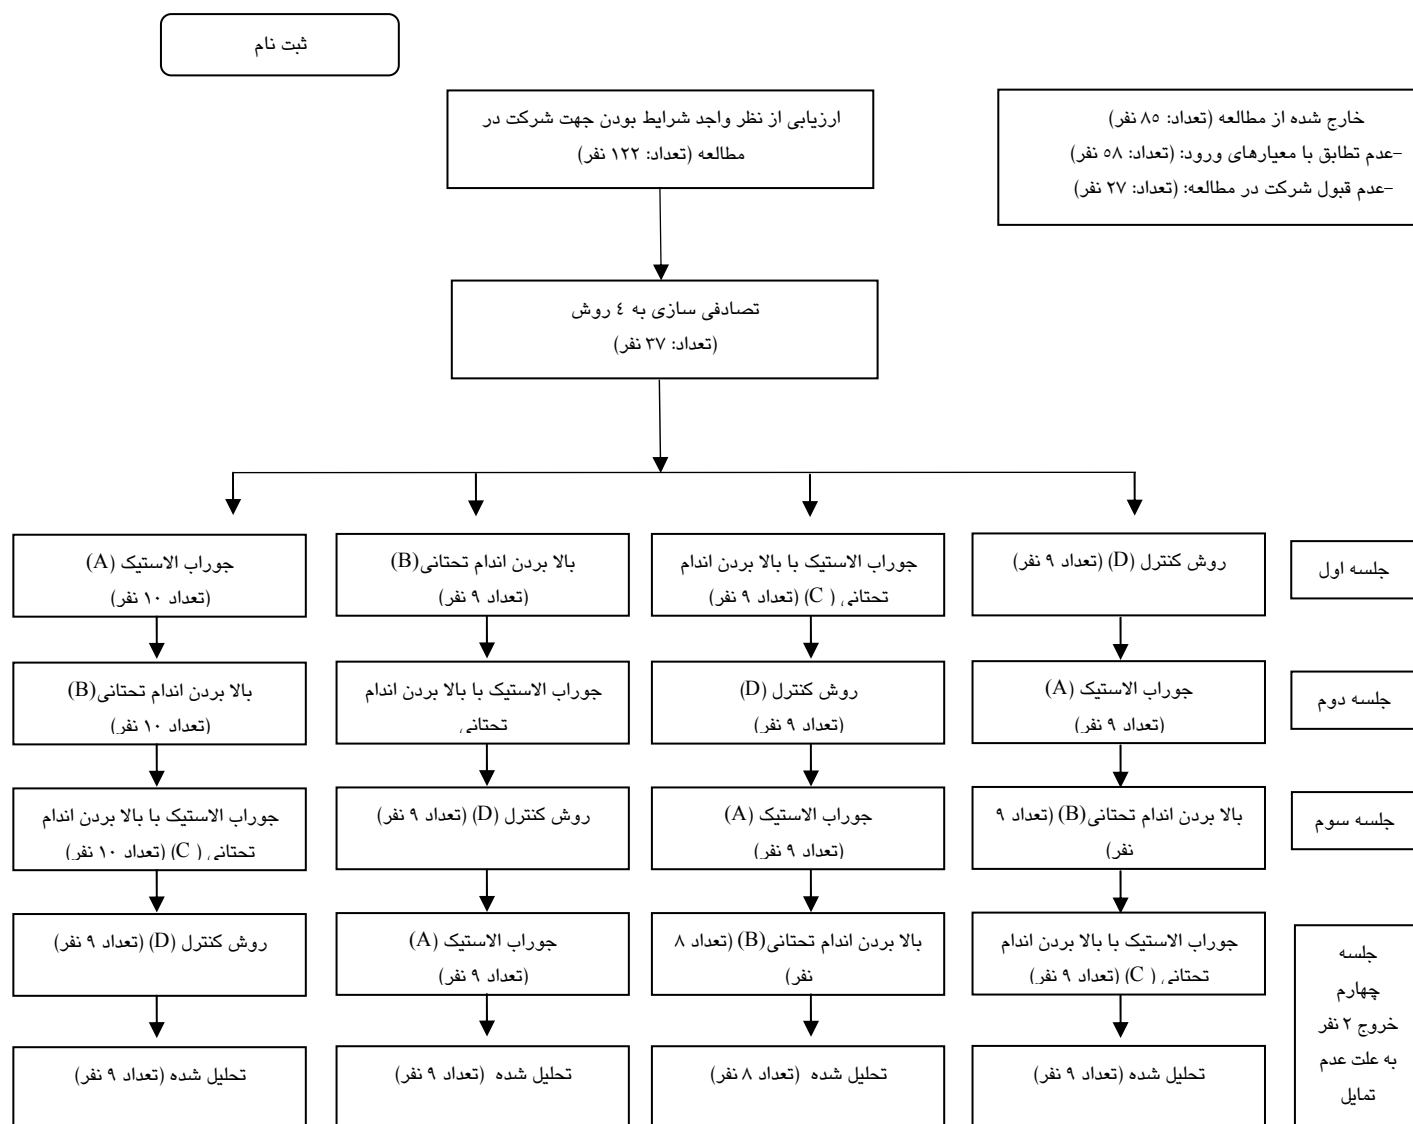 ثبت نام
ارزیابی از نظر واجد شرایط بودن جهت شرکت در
مطالعه (تعداد: ۱۲۲ نفر)
خارج شده از مطالعه (تعداد: ۸۵ نفر)
-عدم تطابق با معیارهای ورود: (تعداد: ۵۸ نفر)
-عدم قبول شرکت در مطالعه: (تعداد: ۲۷ نفر)
تصادفی سازی به ٤ روش
(تعداد: ۳۷ نفر)
جلسه اول
روش کنترل (D) (تعداد ۹ نفر)
جوراب الاستیک با بالا بردن اندام
تحتانی ( C) (تعداد ۹ نفر)
بالا بردن اندام تحتانی(B)
(تعداد ۹ نفر)
جوراب الاستیک (A)
(تعداد ۱۰ نفر)
جلسه دوم
جوراب الاستیک (A)
(تعداد ۹ نفر)
روش کنترل (D)
(تعداد ۹ نفر)
جوراب الاستیک با بالا بردن اندام
تحتانی
بالا بردن اندام تحتانی(B)
(تعداد ۱۰ نفر)
جلسه سوم
بالا بردن اندام تحتانی(B) (تعداد ۹
نفر)
جوراب الاستیک (A)
(تعداد ۹ نفر)
روش کنترل (D) (تعداد ۹ نفر)
جوراب الاستیک با بالا بردن اندام
تحتانی ( C) (تعداد ۱۰ نفر)
جلسه
چهارم
خروج ۲ نفر
به علت عدم
تمایل
جوراب الاستیک با بالا بردن اندام
تحتانی ( C) (تعداد ۹ نفر)
بالا بردن اندام تحتانی(B) (تعداد ۸
نفر)
جوراب الاستیک (A)
(تعداد ۹ نفر)
روش کنترل (D) (تعداد ۹ نفر)
تحلیل شده (تعداد ۹ نفر)
تحلیل شده (تعداد ۸ نفر)
تحلیل شده (تعداد ۹ نفر)
تحلیل شده (تعداد ۹ نفر)